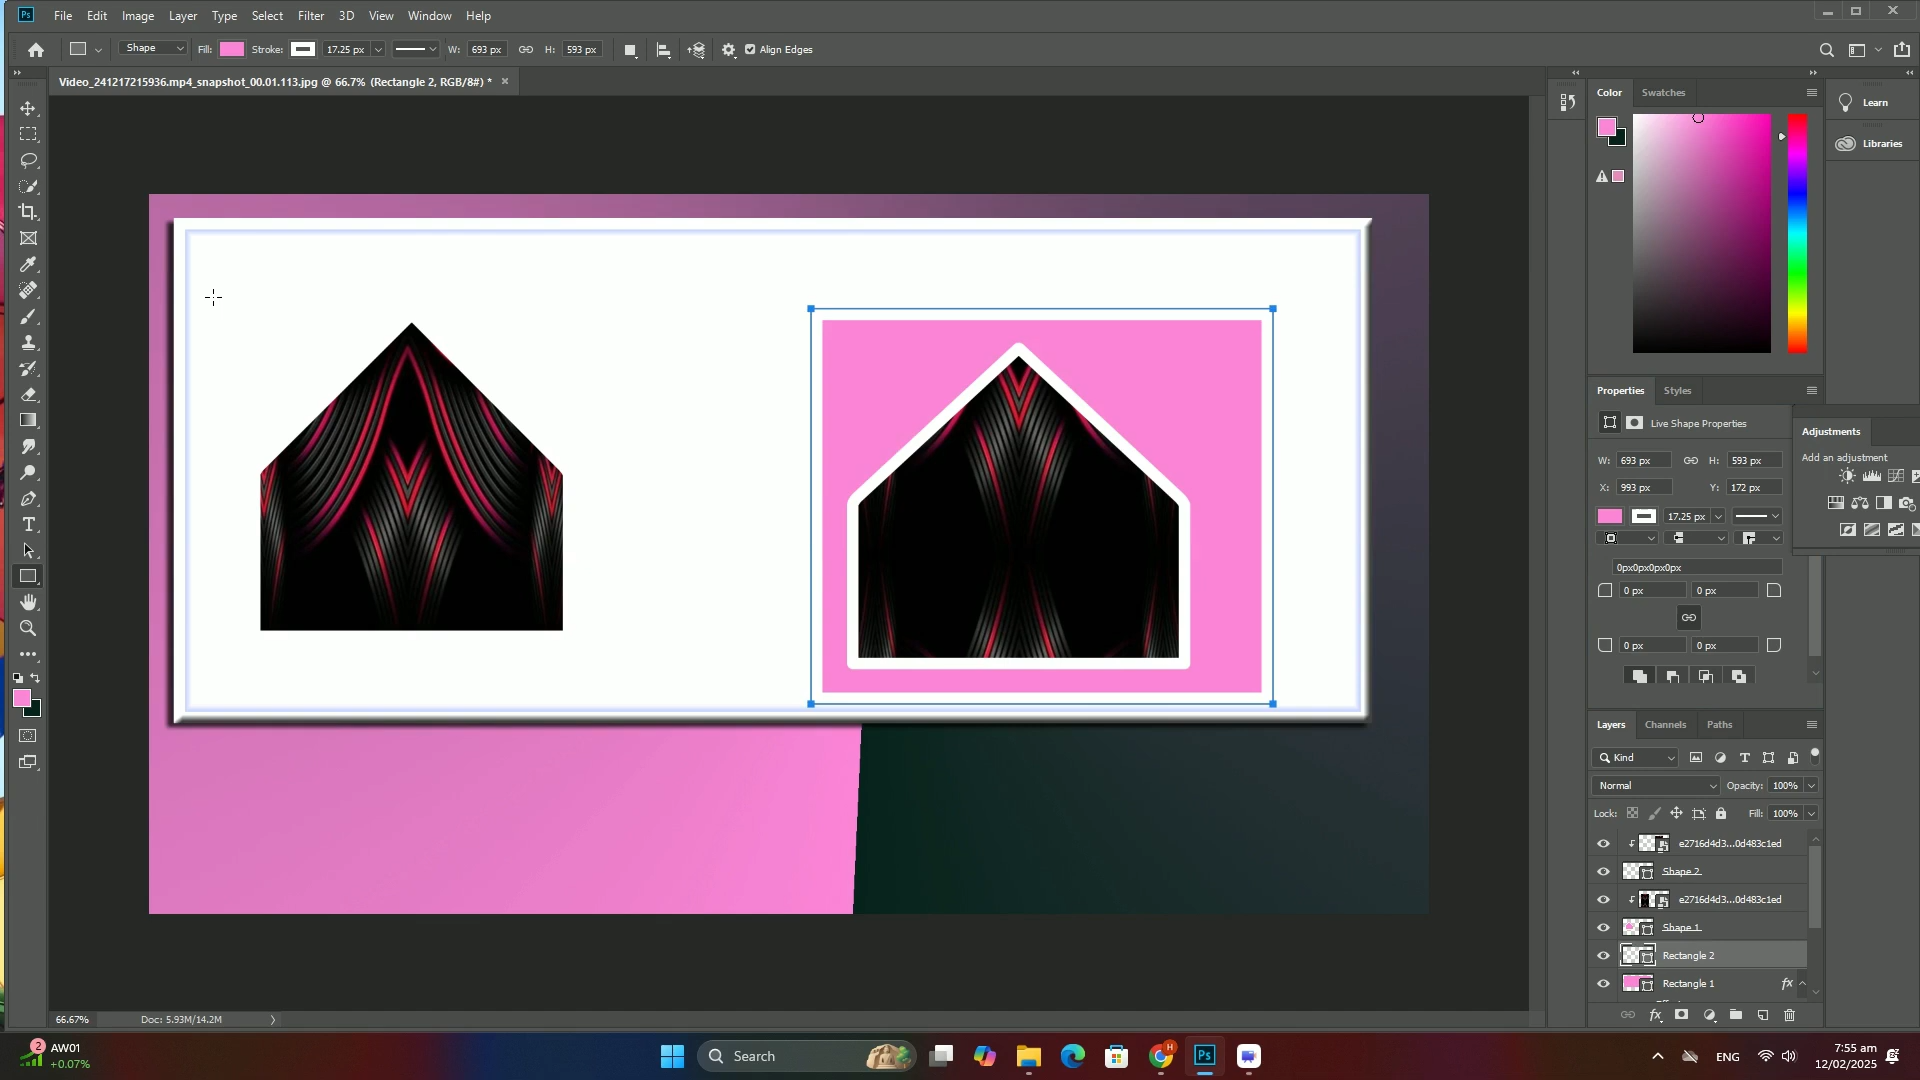 Ps File Edit Image Layer Type Select Filter 3D View Window Help
Shape Fill: Stroke: 17.25 px W: 693 px H: 593 px Align Edges
Video_241217215936.mp4_snapshot_00.01.113.jpg @ 66.7% (Rectangle 2, RGB/8#) * ×
Color Swatches
Learn
Libraries
Properties Styles
Live Shape Properties
W: 693 px H: 593 px
X: 993 px Y: 172 px
17.25 px
0px0px0px0px
0 px 0 px
0 px 0 px
Adjustments
Add an adjustment
Layers Channels Paths
Kind
Normal Opacity: 100%
Lock: Fill: 100%
e2716d4d3...0d483c1ed
Shape 2
e2716d4d3...0d483c1ed
Shape 1
Rectangle 2
Rectangle 1 fx
66.67% Doc: 5.93M/14.2M
2 AW01
+0.07%
Search
H
Ps
ENG
7:55 am
12/02/2025